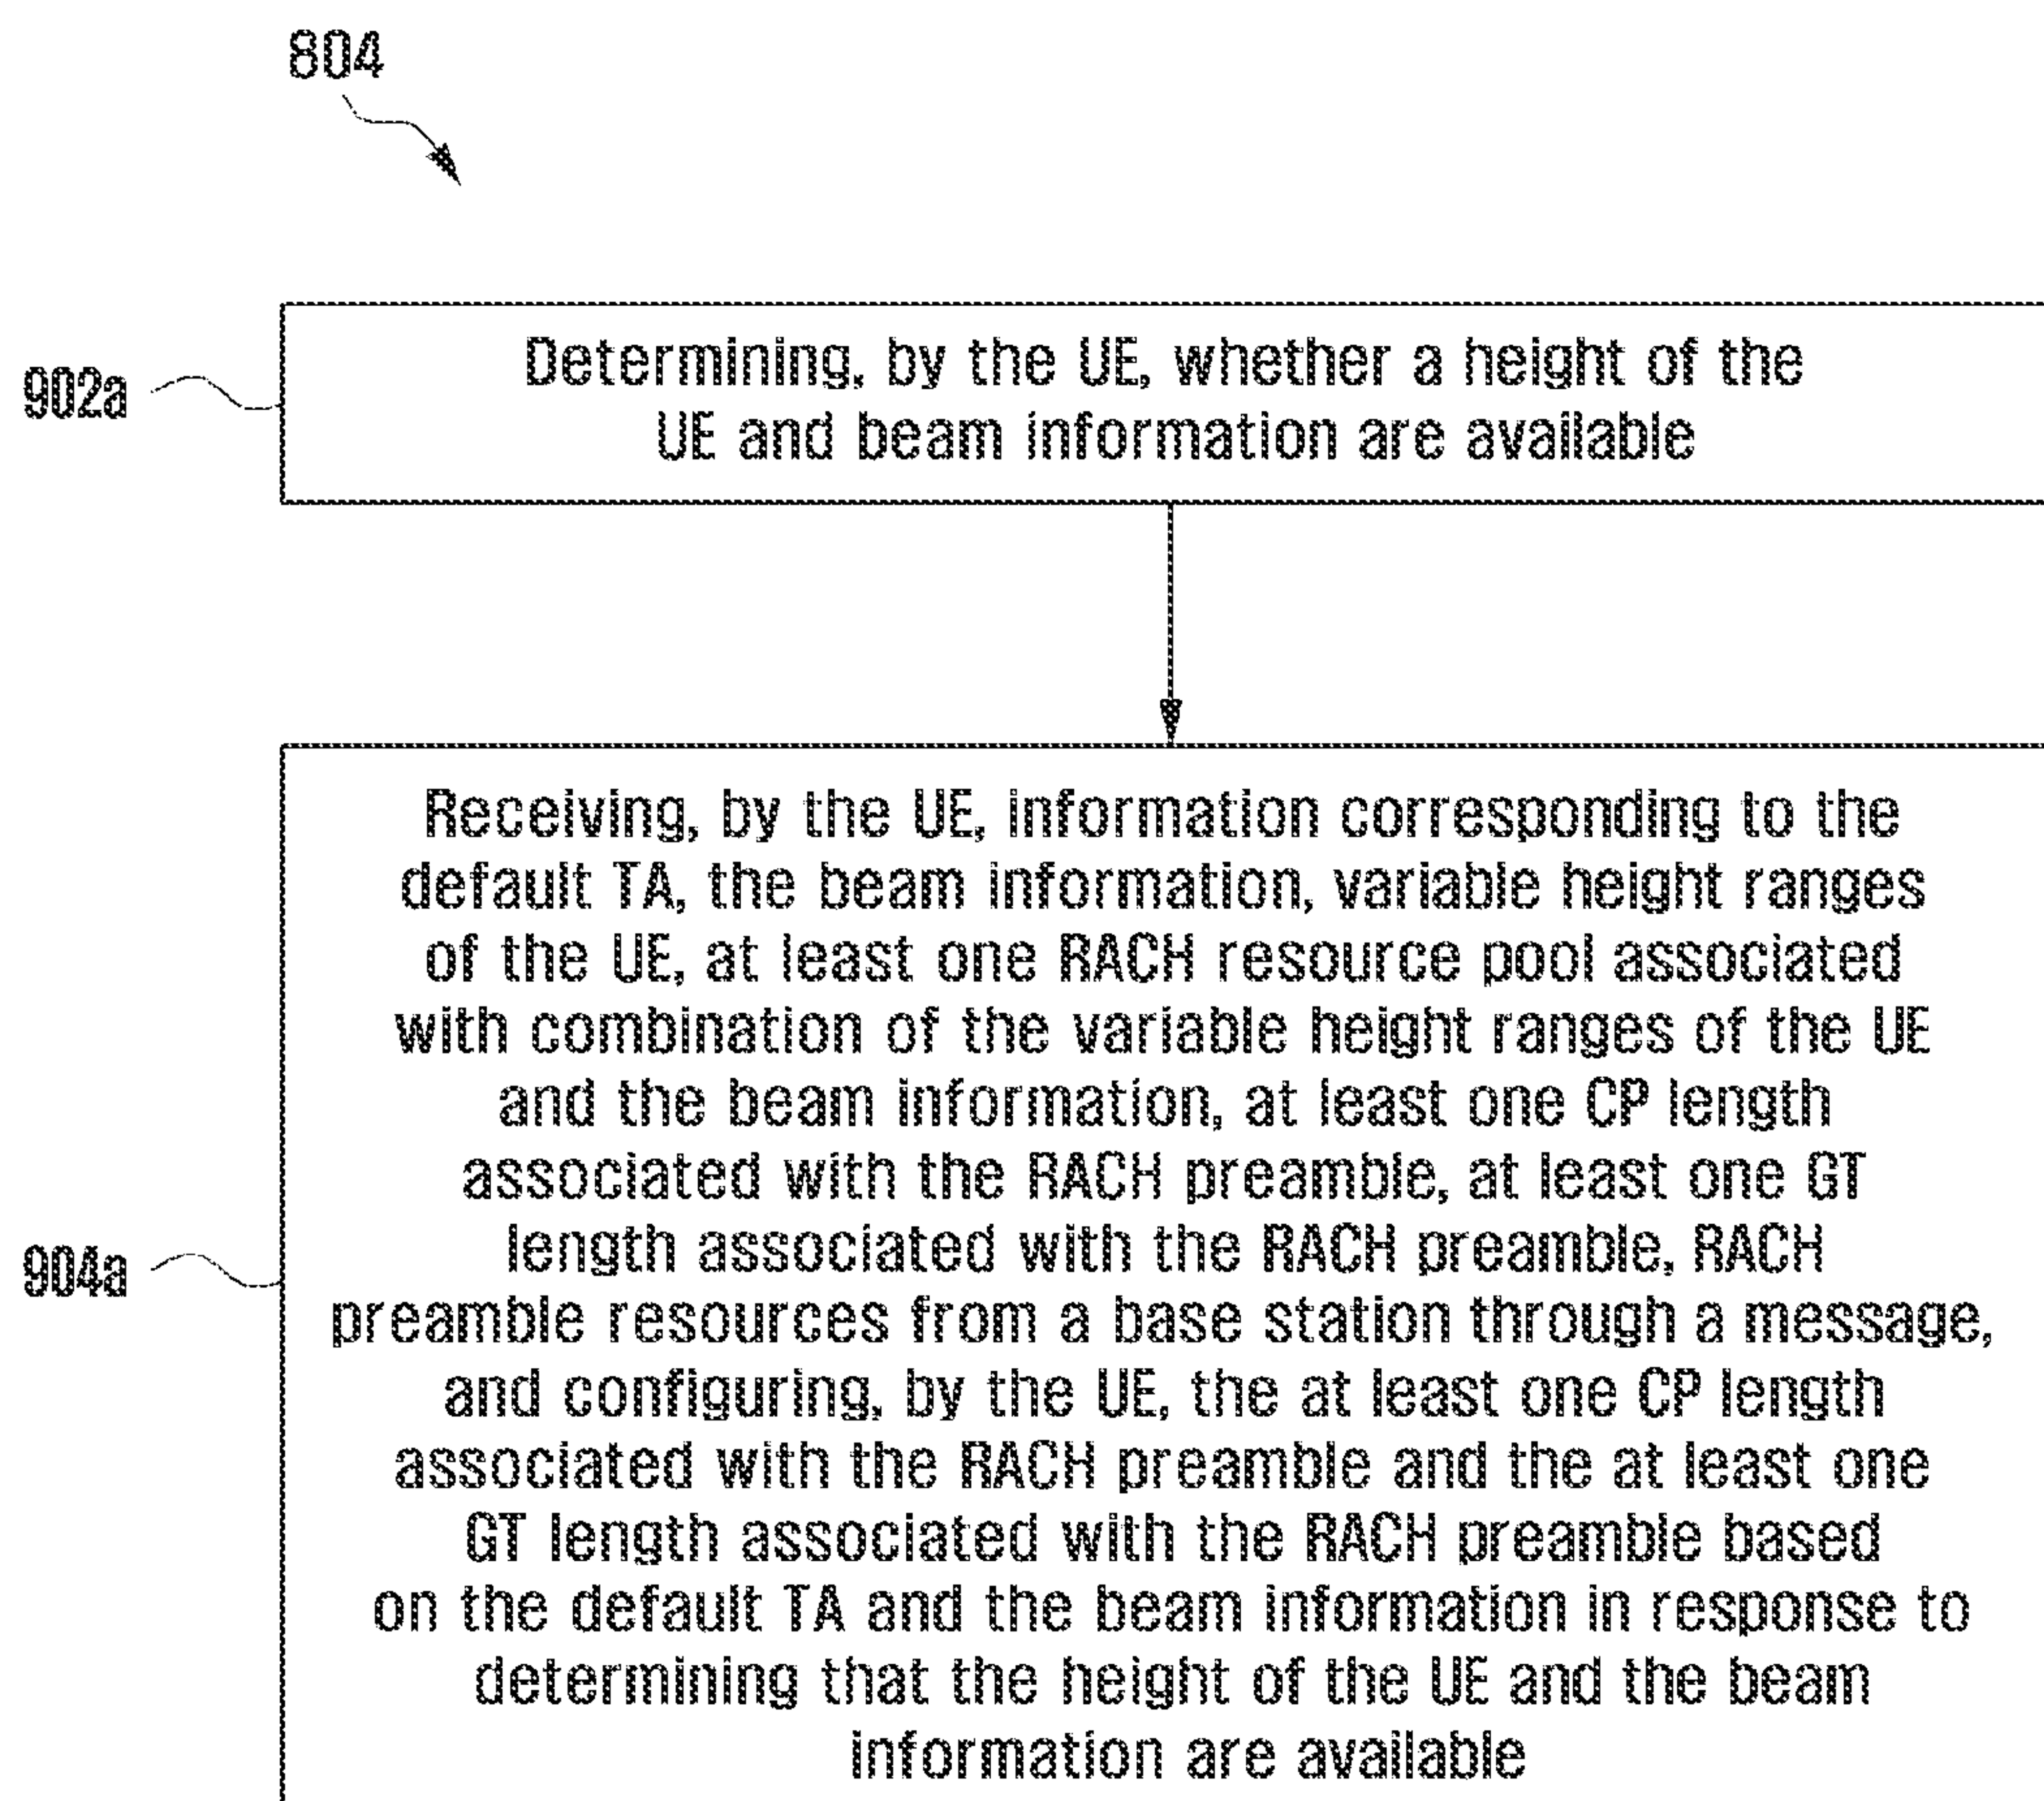 804
902a
Determining, by the UE, whether a height of the
UE and beam information are available
904a
Receiving, by the UE, information corresponding to the
default TA, the beam information, variable height ranges
of the UE, at least one RACH resource pool associated
with combination of the variable height ranges of the UE
and the beam information, at least one CP length
associated with the RACH preamble, at least one GT
length associated with the RACH preamble, RACH
preamble resources from a base station through a message,
and configuring, by the UE, the at least one CP length
associated with the RACH preamble and the at least one
GT length associated with the RACH preamble based
on the default TA and the beam information in response to
determining that the height of the UE and the beam
information are available